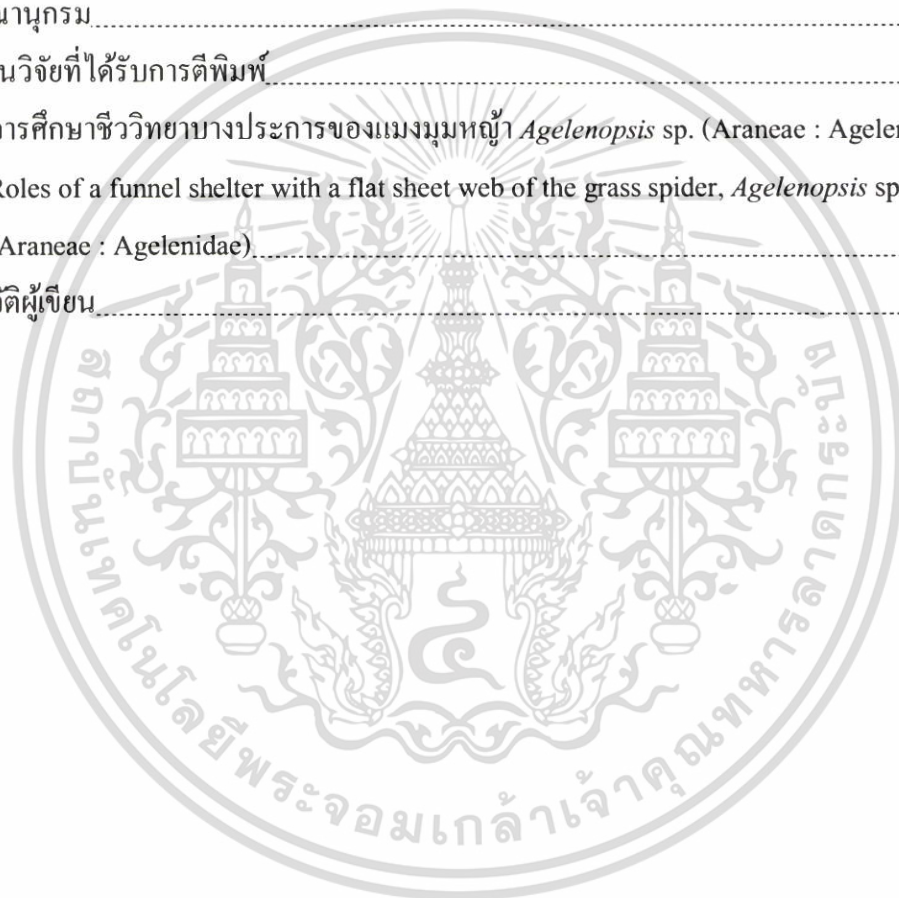 นานุกรม
นวิจัยที่ได้รับการตีพิมพ์
การศึกษาชีววิทยาบางประการของแมงมุมหญ้า Agelenopsis sp. (Araneae : Agele
Roles of a funnel shelter with a flat sheet web of the grass spider, Agelenopsis sp
Araneae : Agelenidae)
วัติผู้เขียน
สถาบันเทคโนโลยีพระจอมเกล้าเจ้าคุณทหารลาดกระบัง